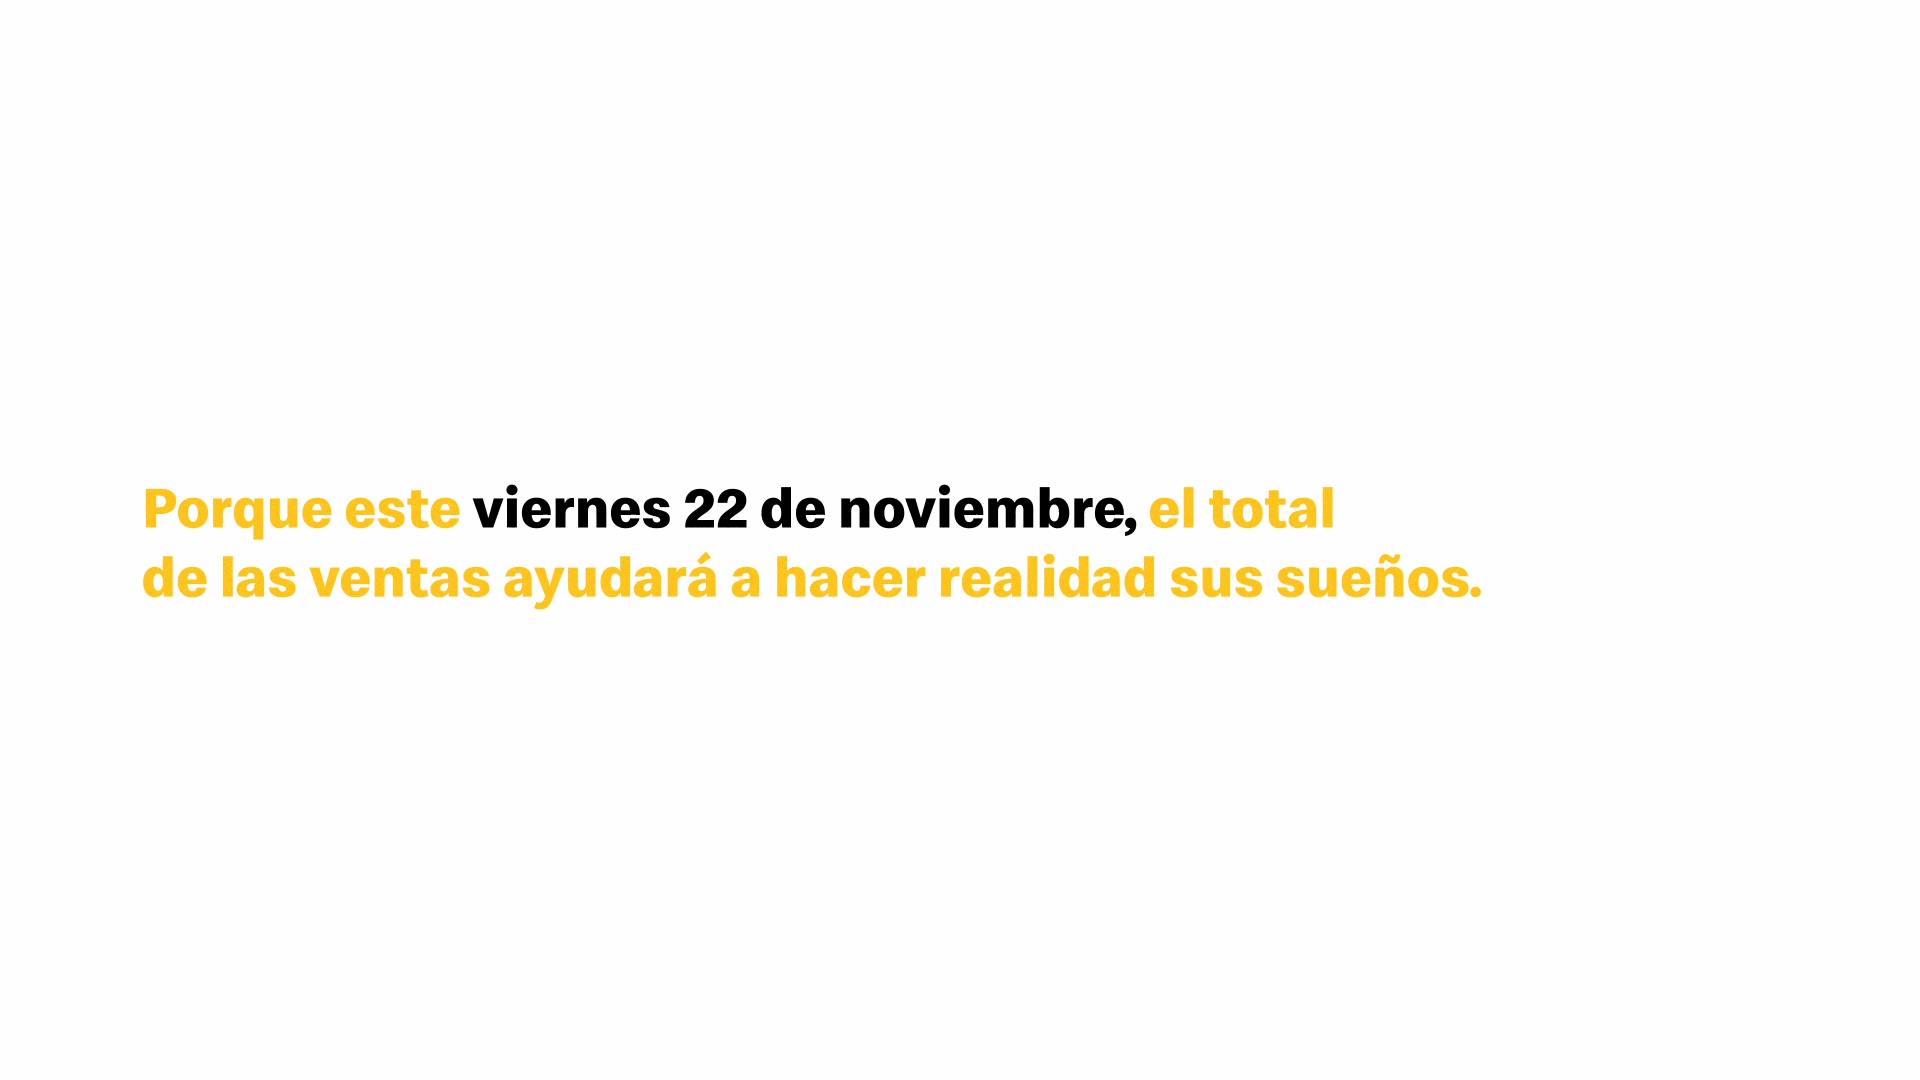 Porque este viernes 22 de noviembre, el total
de las ventas ayudará a hacer realidad sus sueños.